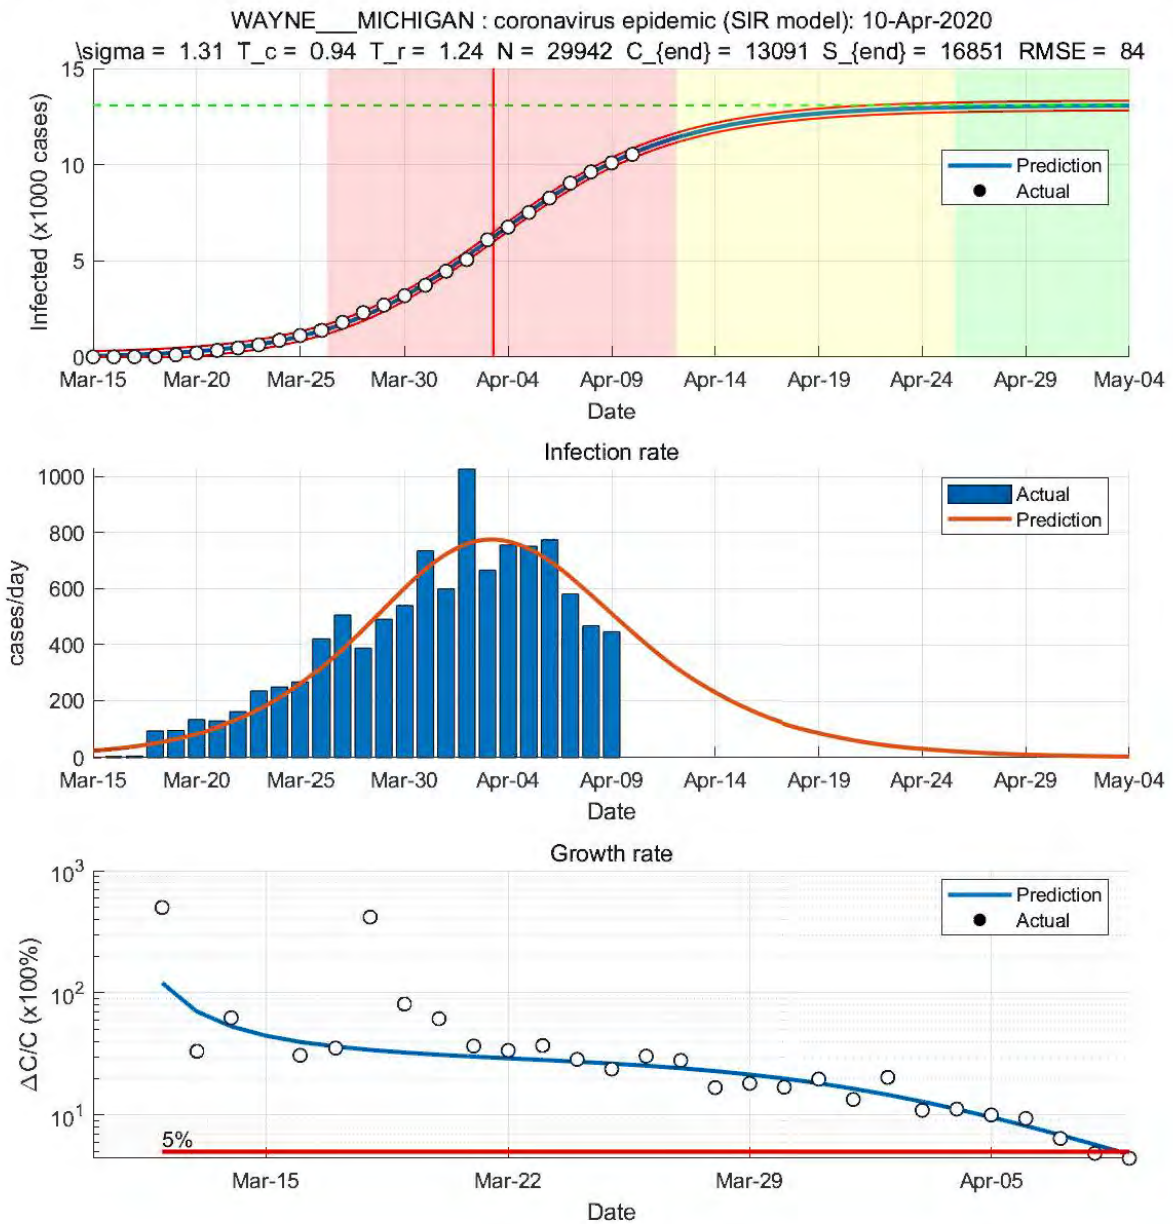 WAYNE___MICHIGAN : coronavirus epidemic (SIR model): 10-Apr-2020
\sigma = 1.31 T_c = 0.94 T_r = 1.24 N = 29942 C_{end} = 13091 S_{end} = 16851 RMSE = 84
15
10
5
0
Infected (x1000 cases)
Prediction
Actual
Mar-15 Mar-20 Mar-25 Mar-30 Apr-04 Apr-09 Apr-14 Apr-19 Apr-24 Apr-29 May-04
Date
Infection rate
1000
800
600
400
200
0
cases/day
Actual
Prediction
Mar-15 Mar-20 Mar-25 Mar-30 Apr-04 Apr-09 Apr-14 Apr-19 Apr-24 Apr-29 May-04
Date
Growth rate
10^3
10^2
10^1
ΔC/C (x100%)
Prediction
Actual
5%
Mar-15 Mar-22 Mar-29 Apr-05
Date